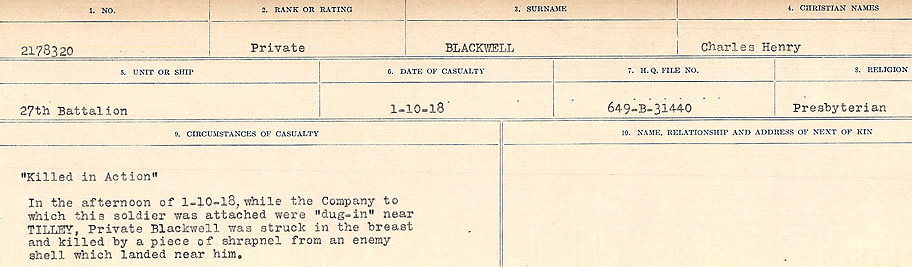 1. NO. 2. RANK OR RATING 3. SURNAME 4. CHRISTIAN NAMES
2178320 Private BLACKWELL Charles Henry
5. UNIT OR SHIP 6. DATE OF CASUALTY 7. H. Q. FILE NO. 8. RELIGION
27th Battalion 1-10-18 649-B-31440 Presbyterian
9. CIRCUMSTANCES OF CASUALTY 10. NAME, RELATIONSHIP AND ADDRESS OF NEXT OF KIN
"Killed in Action"
In the afternoon of 1-10-18, while the Company to
which this soldier was attached were "dug-in" near
TILLEY, Private Blackwell was struck in the breast
and killed by a piece of shrapnel from an enemy
shell which landed near him.